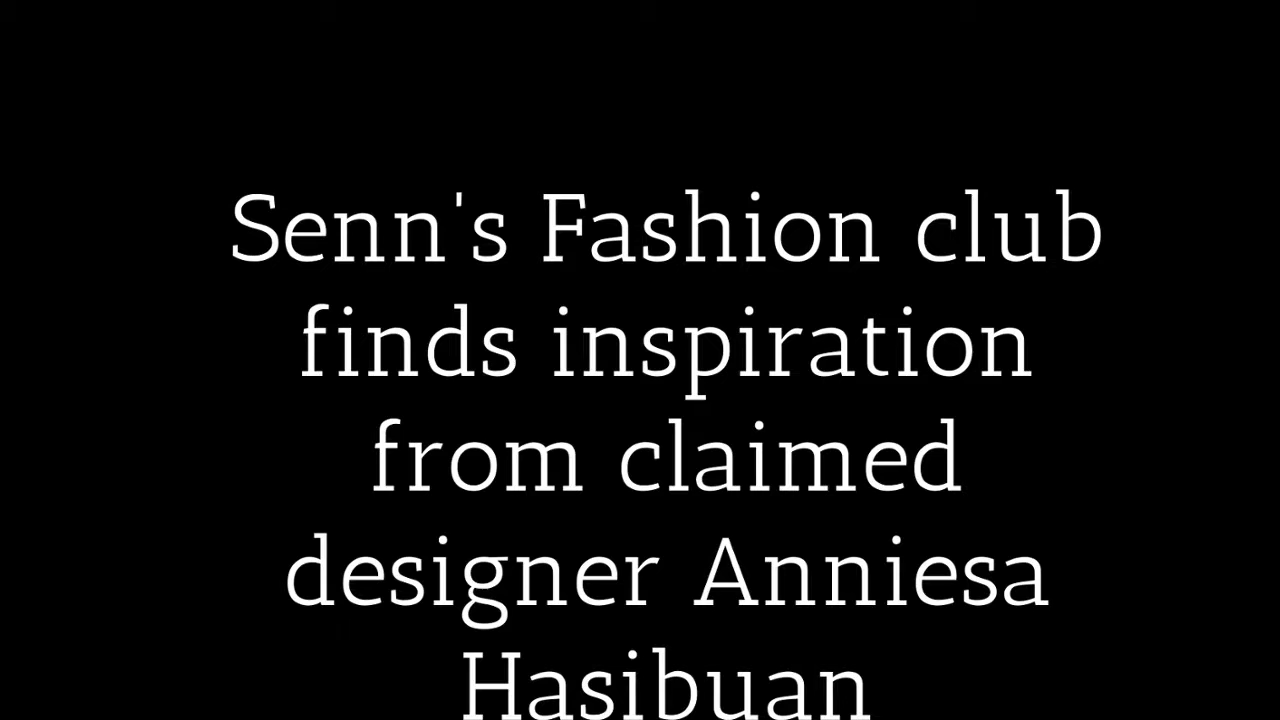 Senn's Fashion club
finds inspiration
from claimed
designer Anniesa
Hasibuan